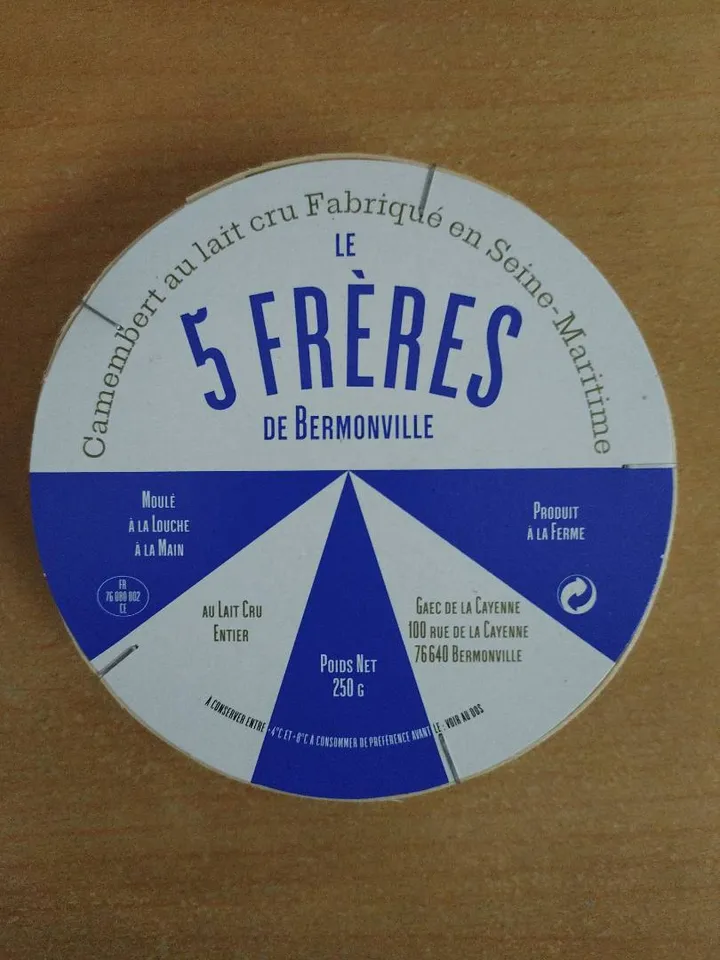 Camembert au lait cru Fabriqué en Seine-Maritime
LE
5 FRÈRES
DE BERMONVILLE
MOULÉ
À LA LOUCHE
À LA MAIN
PRODUIT
À LA FERME
FR
76 080 002
CE
AU LAIT CRU
ENTIER
GAEC DE LA CAYENNE
100 RUE DE LA CAYENNE
76640 BERMONVILLE
POIDS NET
250 G
A CONSERVER ENTRE +4°C ET +8°C A CONSOMMER DE PREFERENCE AVANT LE : VOIR AU DOS